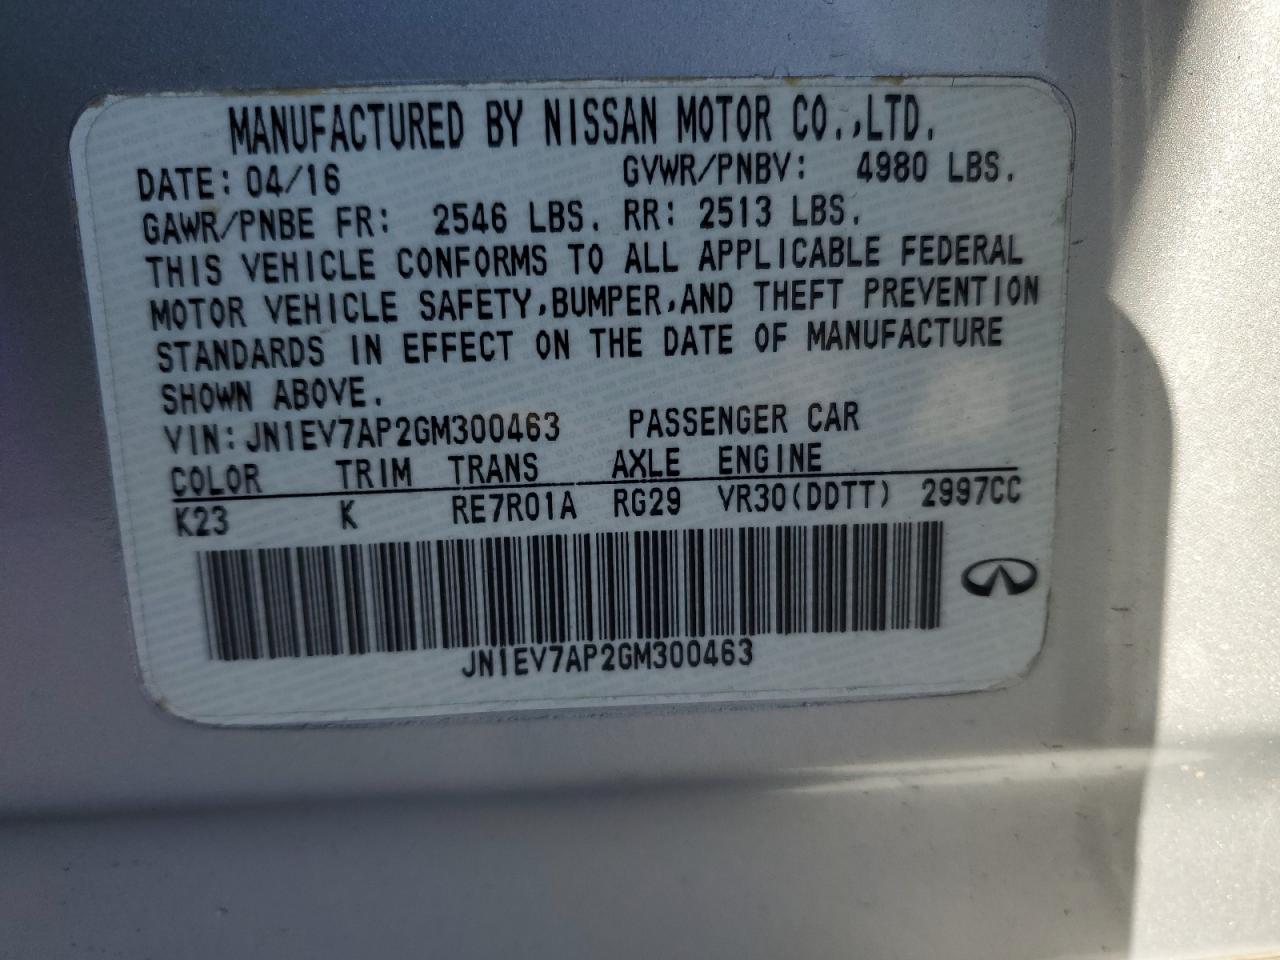 MANUFACTURED BY NISSAN MOTOR CO.,LTD.
DATE: 04/16 GVWR/PNBV: 4980 LBS.
GAWR/PNBE FR: 2546 LBS. RR: 2513 LBS.
THIS VEHICLE CONFORMS TO ALL APPLICABLE FEDERAL
MOTOR VEHICLE SAFETY,BUMPER,AND THEFT PREVENTION
STANDARDS IN EFFECT ON THE DATE OF MANUFACTURE
SHOWN ABOVE.
VIN:JN1EV7AP2GM300463 PASSENGER CAR
COLOR TRIM TRANS AXLE ENGINE
K23 K RE7R01A RG29 VR30(DDTT) 2997CC
JN1EV7AP2GM300463